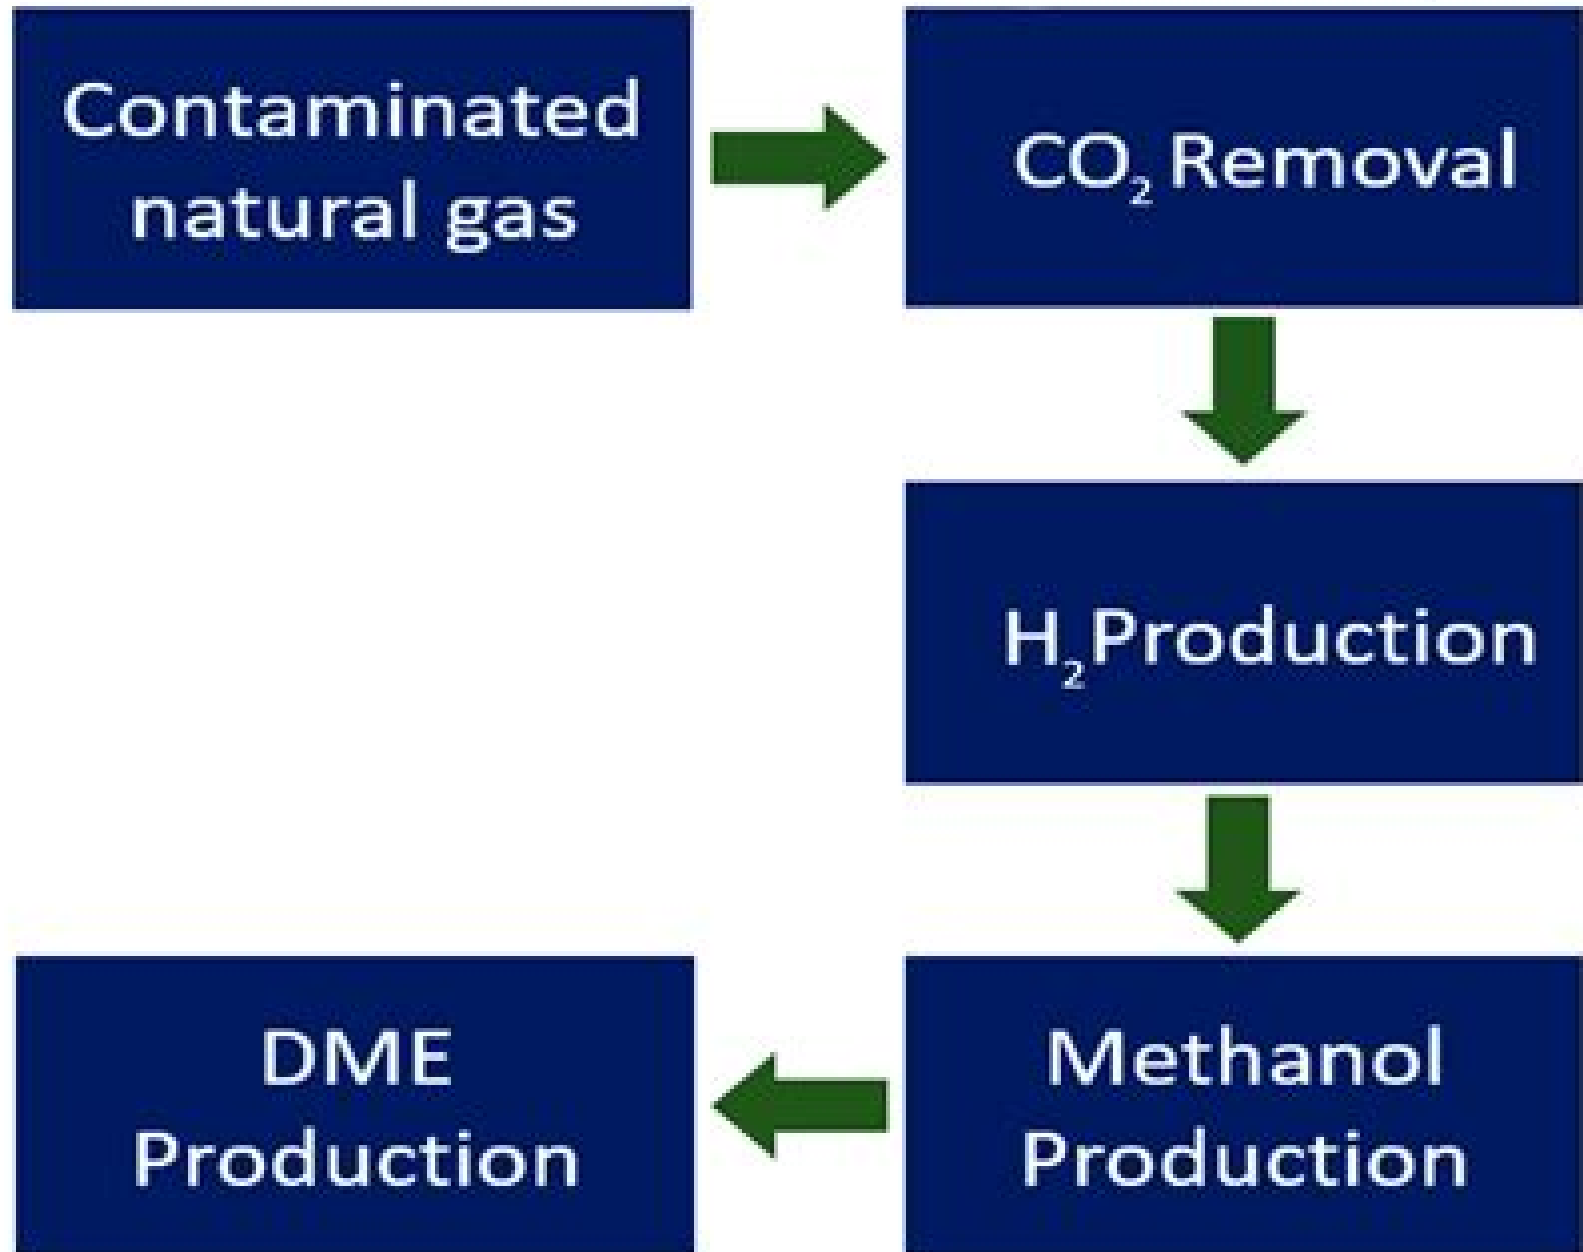 Contaminated
natural gas
CO₂ Removal
H₂Production
Methanol
Production
DME
Production